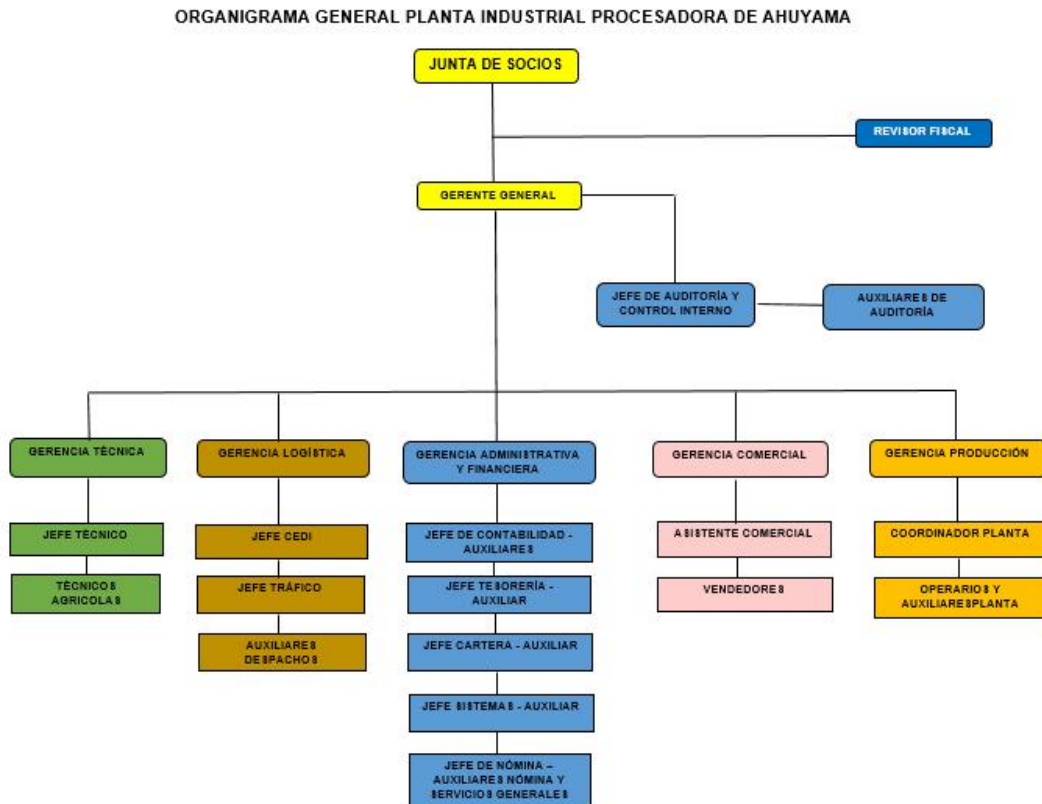 ORGANIGRAMA GENERAL PLANTA INDUSTRIAL PROCESADORA DE AHUYAMA
JUNTA DE SOCIOS
REVISOR FISCAL
GERENTE GENERAL
JEFE DE AUDITORÍA Y
CONTROL INTERNO
AUXILIARES DE
AUDITORÍA
GERENCIA TÉCNICA
GERENCIA LOGÍSTICA
GERENCIA ADMINISTRATIVA
Y FINANCIERA
GERENCIA COMERCIAL
GERENCIA PRODUCCIÓN
JEFE TÉCNICO
TÉCNICOS
AGRICOLAS
JEFE CEDI
JEFE TRÁFICO
AUXILIARES
DESPACHOS
JEFE DE CONTABILIDAD -
AUXILIARES
JEFE TESORERÍA -
AUXILIAR
JEFE CARTERA - AUXILIAR
JEFE SISTEMAS - AUXILIAR
JEFE DE NÓMINA –
AUXILIARES NÓMINA Y
SERVICIOS GENERALES
ASISTENTE COMERCIAL
VENDEDORES
COORDINADOR PLANTA
OPERARIOS Y
AUXILIARESPLANTA